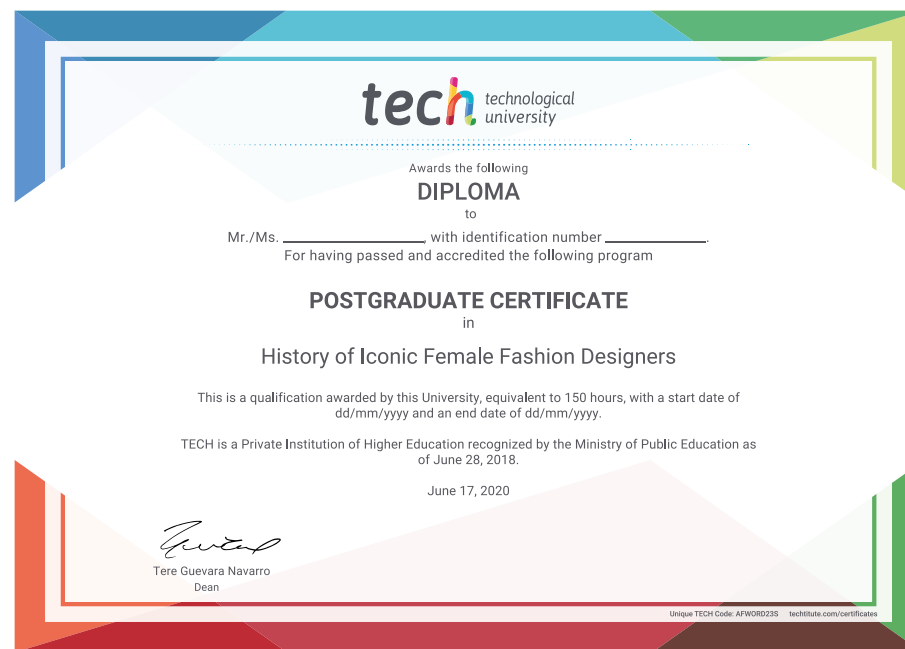 tech technological
university
Awards the following
DIPLOMA
to
Mr./Ms. ____________________, with identification number ______________.
For having passed and accredited the following program
POSTGRADUATE CERTIFICATE
in
History of Iconic Female Fashion Designers
This is a qualification awarded by this University, equivalent to 150 hours, with a start date of
dd/mm/yyyy and an end date of dd/mm/yyyy.
TECH is a Private Institution of Higher Education recognized by the Ministry of Public Education as
of June 28, 2018.
June 17, 2020
Tere Guevara Navarro
Dean
Unique TECH Code: AFWORD23S techtitute.com/certificates